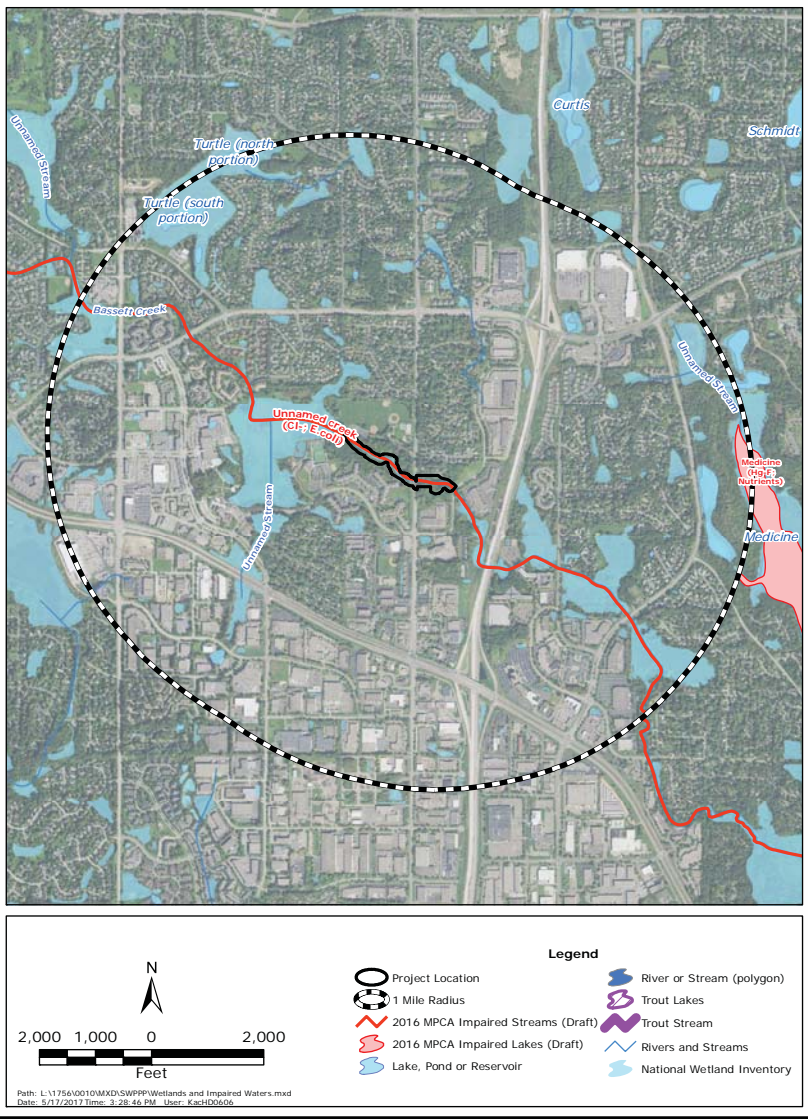 Curtis
Schmidt
Unnamed Stream
Turtle (north
portion)
Turtle (south
portion)
Bassett Creek
Unnamed Stream
Unnamed creek
(Cl-; E.coli)
Medicine
(Hg-F;
Nutrients)
Unnamed Stream
Medicine
Legend
N
2,000 1,000 0 2,000
Feet
Project Location
1 Mile Radius
2016 MPCA Impaired Streams (Draft)
2016 MPCA Impaired Lakes (Draft)
Lake, Pond or Reservoir
River or Stream (polygon)
Trout Lakes
Trout Stream
Rivers and Streams
National Wetland Inventory
Path: L:\1756\0010\MXD\SWPPP\Wetlands and Impaired Waters.mxd
Date: 5/17/2017 Time: 3:28:46 PM User: KacHD0606